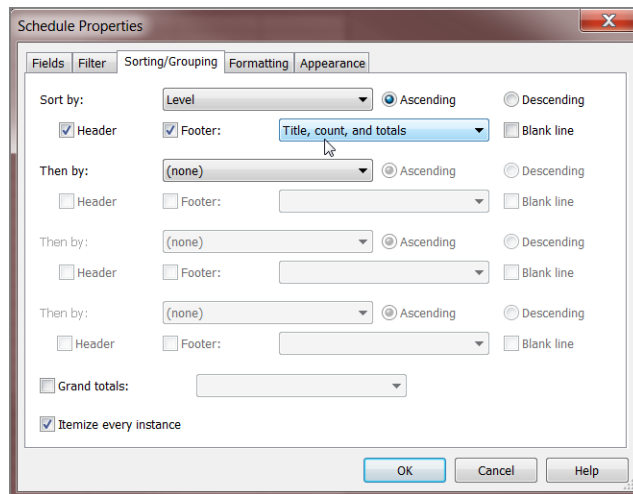 Schedule Properties
Fields Filter Sorting/Grouping Formatting Appearance
Sort by: Level Ascending Descending
Header Footer: Title, count, and totals Blank line
Then by: (none) Ascending Descending
Header Footer: Blank line
Then by: (none) Ascending Descending
Header Footer: Blank line
Then by: (none) Ascending Descending
Header Footer: Blank line
Grand totals:
Itemize every instance
OK Cancel Help